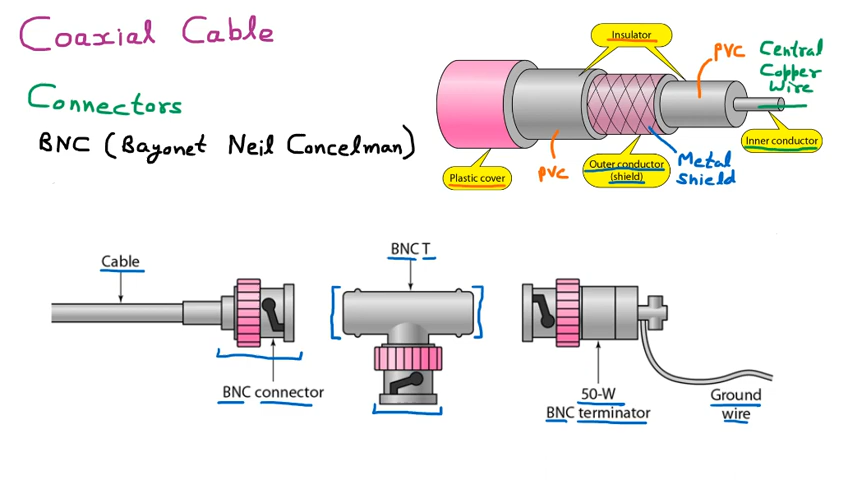 Coaxial Cable
Connectors
BNC (Bayonet Neil Concelman)
Insulator
PVC
Central
Copper
Wire
Inner conductor
Plastic cover
PVC
Outer conductor
(shield)
Metal
Shield
Cable
BNC connector
BNC T
50-W
BNC terminator
Ground
wire